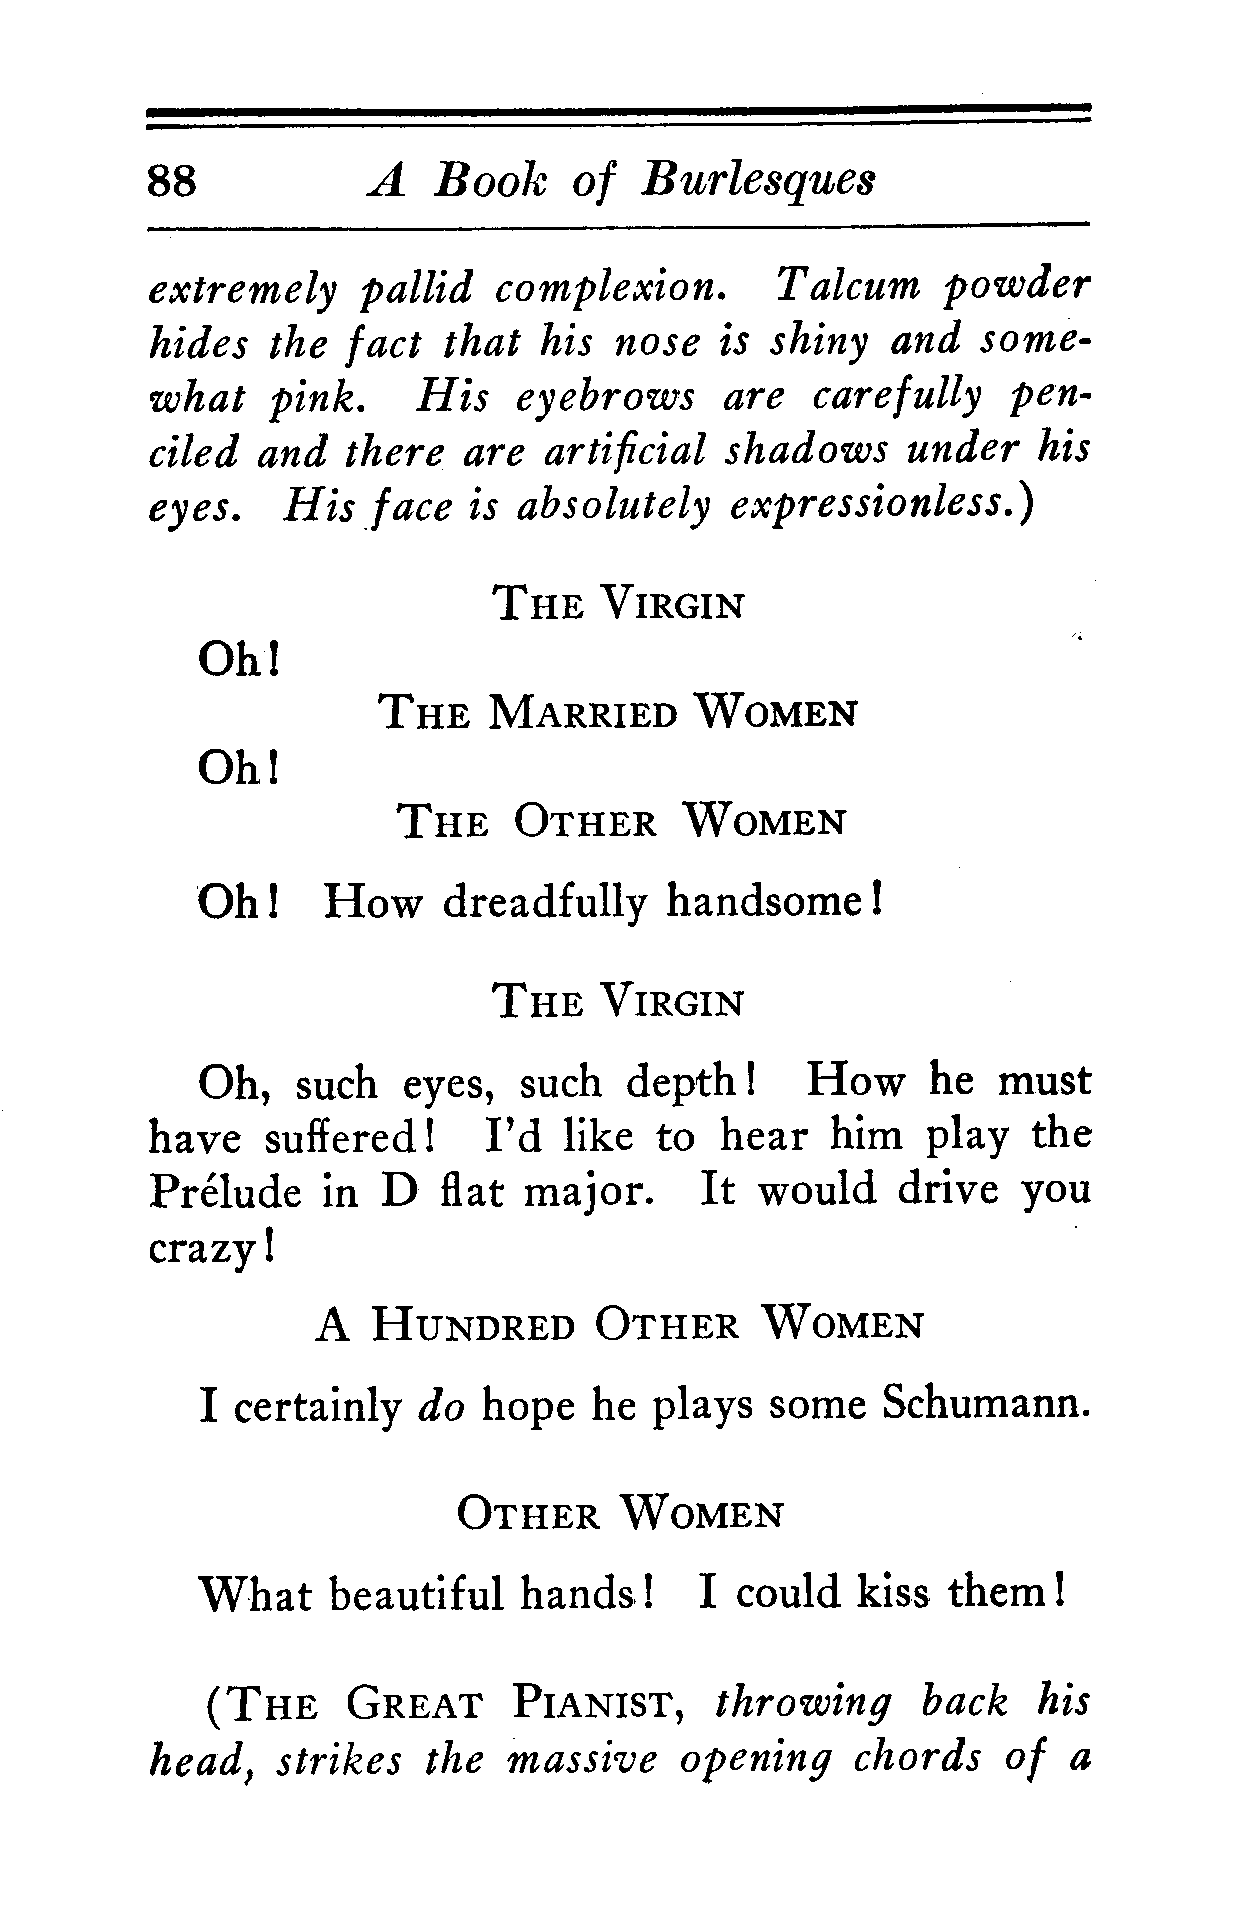 88 A Book of Burlesques
extremely pallid complexion. Talcum powder
hides the fact that his nose is shiny and some-
what pink. His eyebrows are carefully pen-
ciled and there are artificial shadows under his
eyes. His face is absolutely expressionless.)
THE VIRGIN
Oh!
THE MARRIED WOMEN
Oh!
THE OTHER WOMEN
Oh! How dreadfully handsome!
THE VIRGIN
Oh, such eyes, such depth! How he must
have suffered! I'd like to hear him play the
Prélude in D flat major. It would drive you
crazy!
A HUNDRED OTHER WOMEN
I certainly do hope he plays some Schumann.
OTHER WOMEN
What beautiful hands! I could kiss them!
(THE GREAT PIANIST, throwing back his
head, strikes the massive opening chords of a